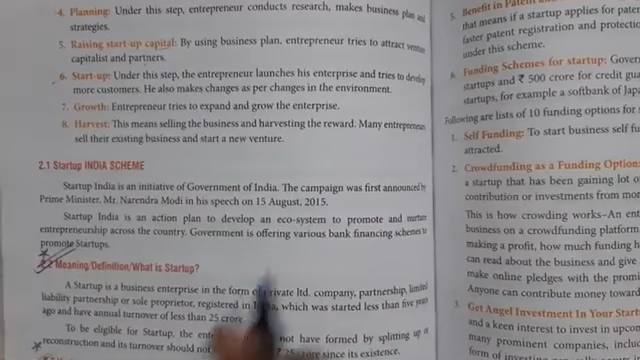 4. Planning: Under this step, entrepreneur conducts research, makes business plan and
strategies.
5. Raising start-up capital: By using business plan, entrepreneur tries to attract venture
capitalist and partners.
6. Start-up: Under this step, the entrepreneur launches his enterprise and tries to develop
more customers. He also makes changes as per changes in the environment.
7. Growth: Entrepreneur tries to expand and grow the enterprise.
8. Harvest: This means selling the business and harvesting the reward. Many entrepreneurs
sell their existing business and start a new venture.
2.1 Startup INDIA SCHEME
Startup India is an initiative of Government of India. The campaign was first announced by
Prime Minister, Mr. Narendra Modi in his speech on 15 August, 2015.
Startup India is an action plan to develop an eco-system to promote and nurture
entrepreneurship across the country. Government is offering various bank financing schemes to
promote Startups.
2.2 Meaning/Definition/What is Startup?
A Startup is a business enterprise in the form of private ltd. company, partnership, limited
liability partnership or sole proprietor, registered in which was started less than five years
ago and have annual turnover of less than 25 crore
To be eligible for Startup, the not have formed by splitting up or
reconstruction and its turnover should not 25 crore since its existence.
5. Benefit in Patent
that means if a startup applies for paten
faster patent registration and protectio
under this scheme.
6. Funding Schemes for startup: Gover
startups and ₹ 500 crore for credit gua
startups, for example a softbank of Japa
Following are lists of 10 funding options for
1. Self Funding: To start business self fu
attracted.
2. Crowdfunding as a Funding Option:
a startup that has been gaining lot o
contribution or investments from mor
This is how crowdfunding works–An ent
business on a crowdfunding platform
making a profit, how much funding h
can read about the business and give
make online pledges with the promi
Anyone can contribute money toward
3. Get Angel Investment In Your Startu
and a keen interest to invest in upcom
many prominent companies, includ
form of inves